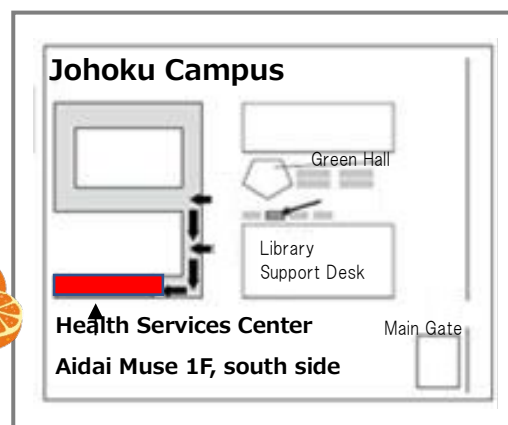 Johoku Campus
Green Hall
Library
Support Desk
Health Services Center
Main Gate
Aidai Muse 1F, south side